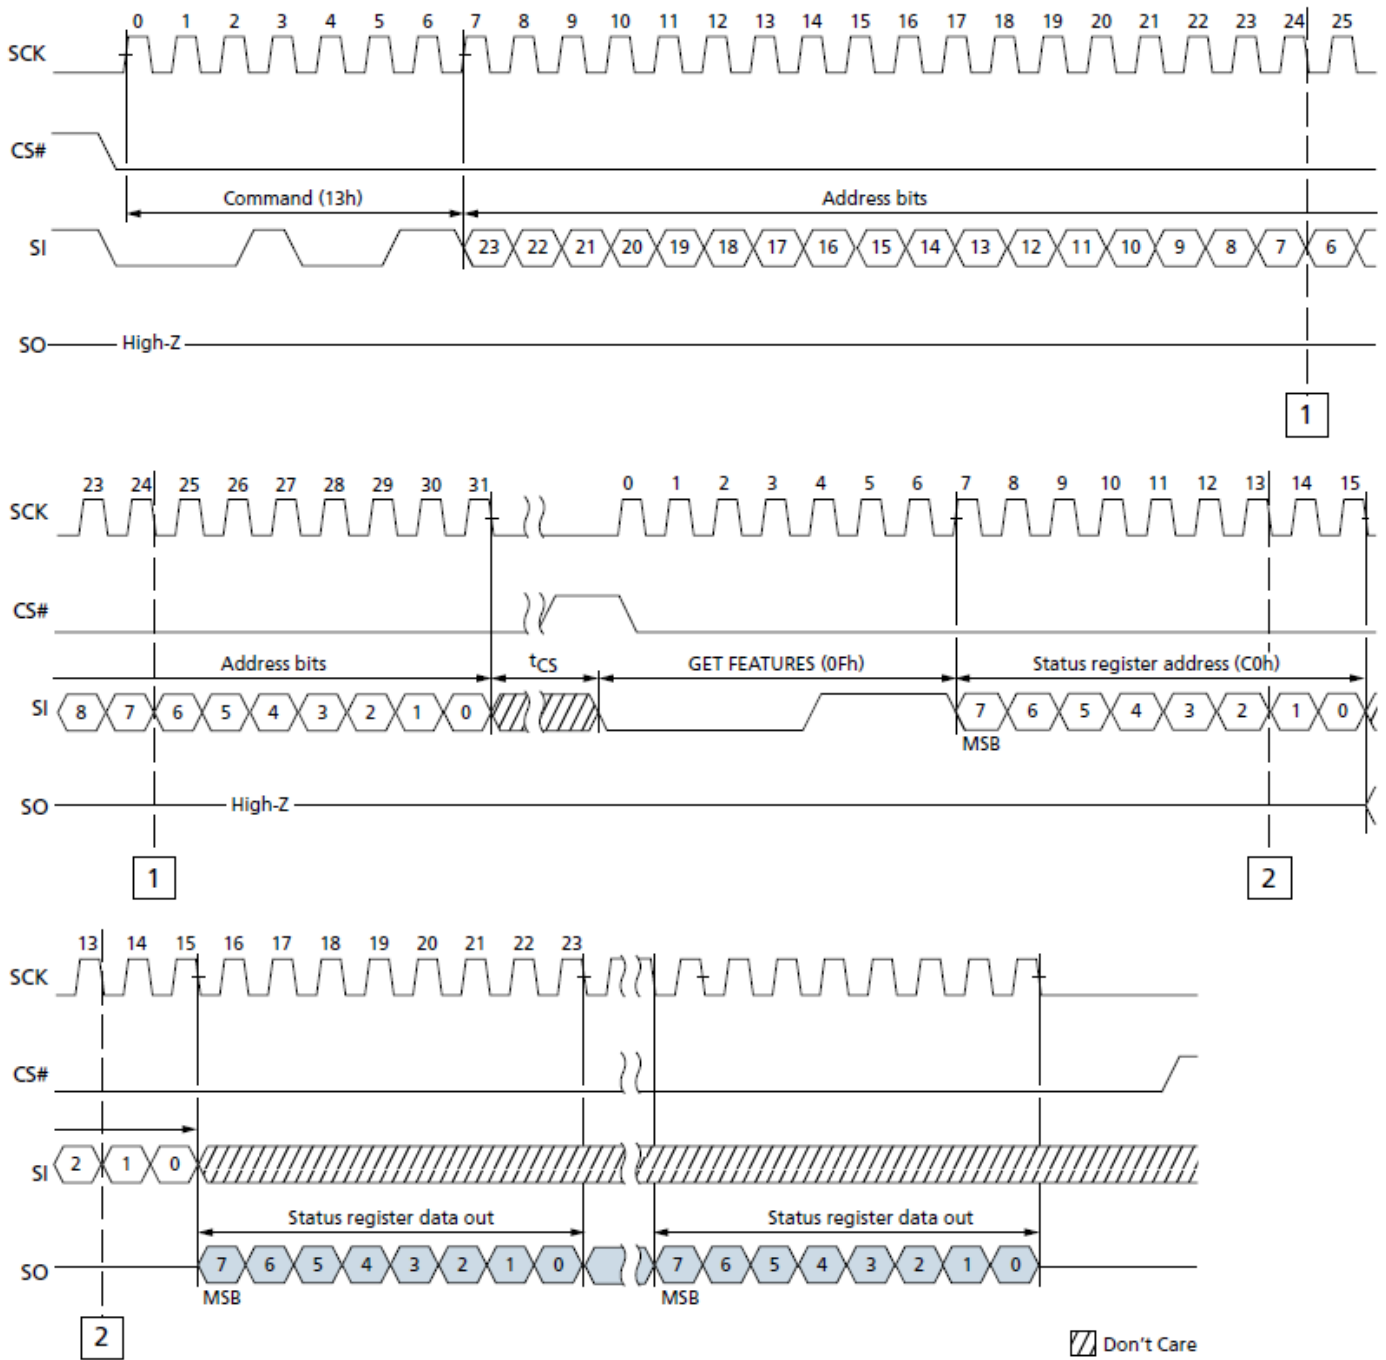 0 1 2 3 4 5 6 7 8 9 10 11 12 13 14 15 16 17 18 19 20 21 22 23 24 25
SCK
CS#
Command (13h) Address bits
SI 23 22 21 20 19 18 17 16 15 14 13 12 11 10 9 8 7 6
SO High-Z
1
23 24 25 26 27 28 29 30 31 0 1 2 3 4 5 6 7 8 9 10 11 12 13 14 15
SCK
CS#
Address bits tCS GET FEATURES (0Fh) Status register address (C0h)
SI 8 7 6 5 4 3 2 1 0 7 6 5 4 3 2 1 0
MSB
SO High-Z
1 2
13 14 15 16 17 18 19 20 21 22 23
SCK
CS#
SI 2 1 0
Status register data out Status register data out
SO 7 6 5 4 3 2 1 0 7 6 5 4 3 2 1 0
MSB MSB
2
Don't Care